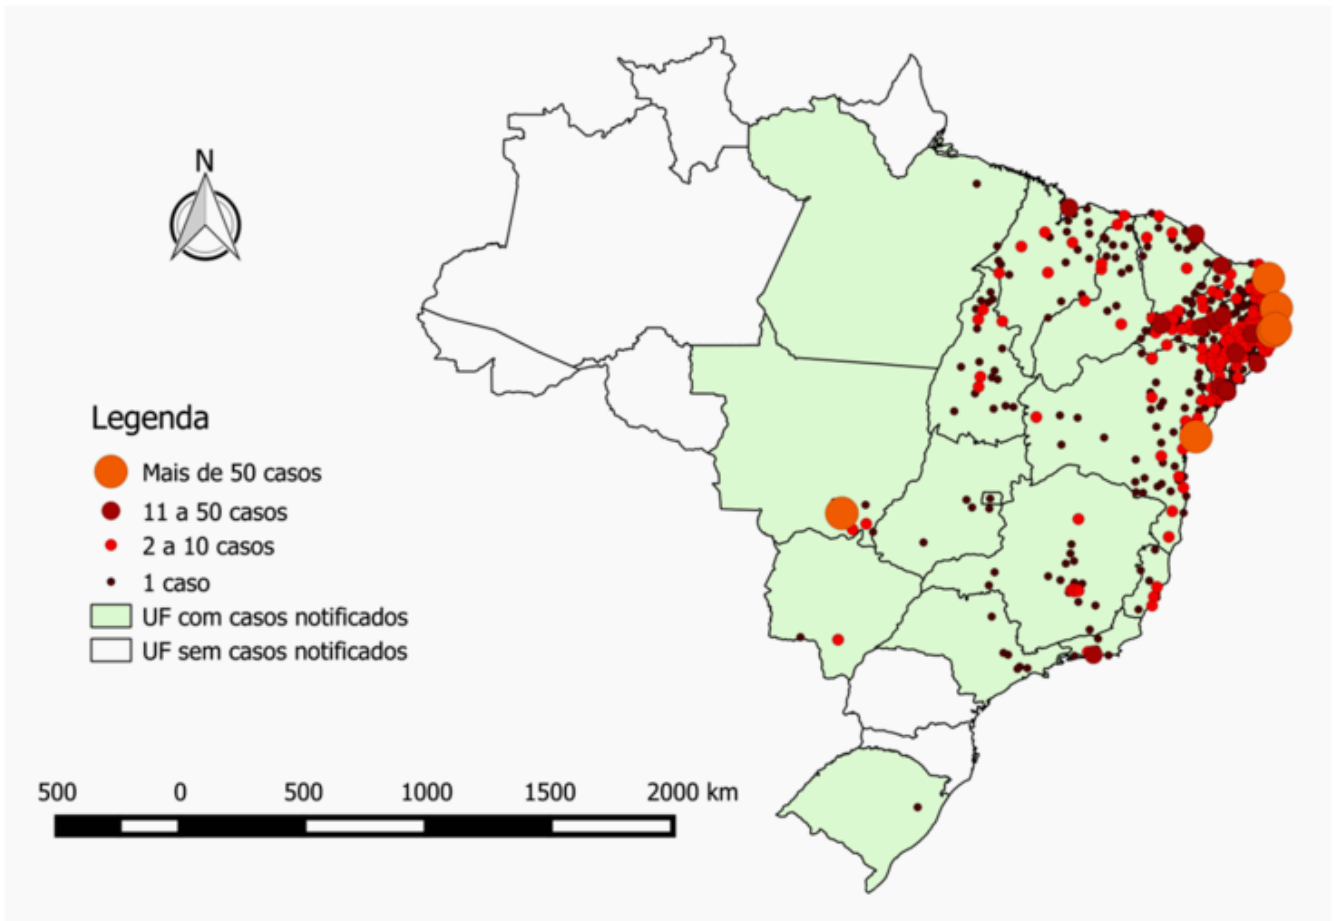 N
Legenda
Mais de 50 casos
11 a 50 casos
2 a 10 casos
1 caso
UF com casos notificados
UF sem casos notificados
500 0 500 1000 1500 2000 km